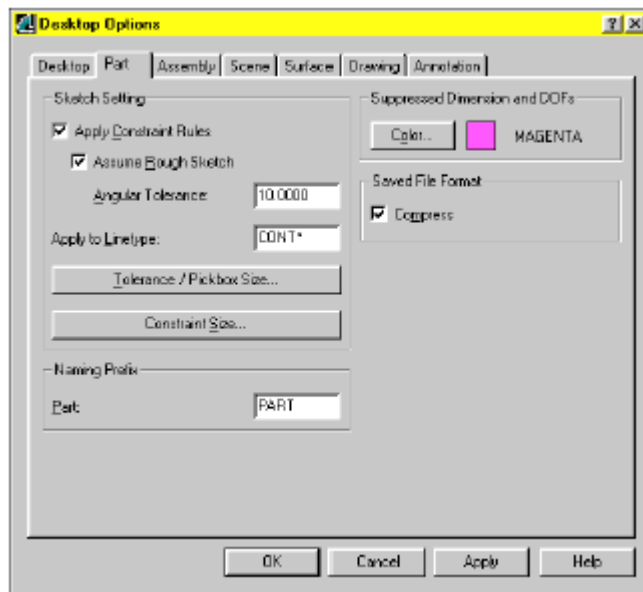 Desktop Options
Desktop Part Assembly Scene Surface Drawing Annotation
Sketch Setting
Apply Constraint Rules
Assume Rough Sketch
Angular Tolerance: 10.0000
Apply to Linetype: CONT*
Tolerance / Pickbox Size...
Constraint Size...
Naming Prefix
Part: PART
Suppressed Dimension and DOFs
Color... MAGENTA
Saved File Format
Compress
OK Cancel Apply Help